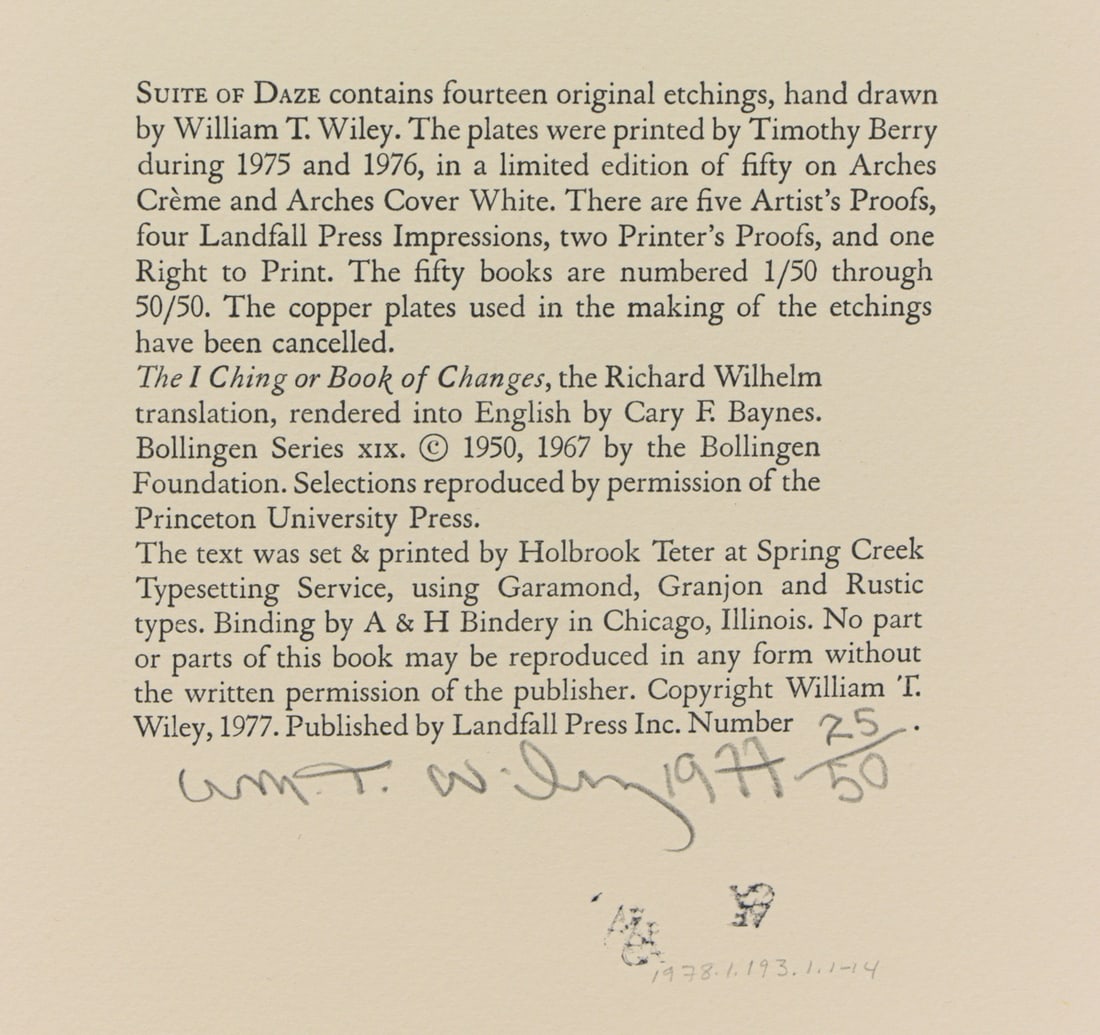 SUITE OF DAZE contains fourteen original etchings, hand drawn
by William T. Wiley. The plates were printed by Timothy Berry
during 1975 and 1976, in a limited edition of fifty on Arches
Crème and Arches Cover White. There are five Artist's Proofs,
four Landfall Press Impressions, two Printer's Proofs, and one
Right to Print. The fifty books are numbered 1/50 through
50/50. The copper plates used in the making of the etchings
have been cancelled.
The I Ching or Book of Changes, the Richard Wilhelm
translation, rendered into English by Cary F. Baynes.
Bollingen Series XIX. © 1950, 1967 by the Bollingen
Foundation. Selections reproduced by permission of the
Princeton University Press.
The text was set & printed by Holbrook Teter at Spring Creek
Typesetting Service, using Garamond, Granjon and Rustic
types. Binding by A & H Bindery in Chicago, Illinois. No part
or parts of this book may be reproduced in any form without
the written permission of the publisher. Copyright William T.
Wiley, 1977. Published by Landfall Press Inc. Number 25/50.
Wm. T. Wiley 1977
1978.1.193.1.1-14